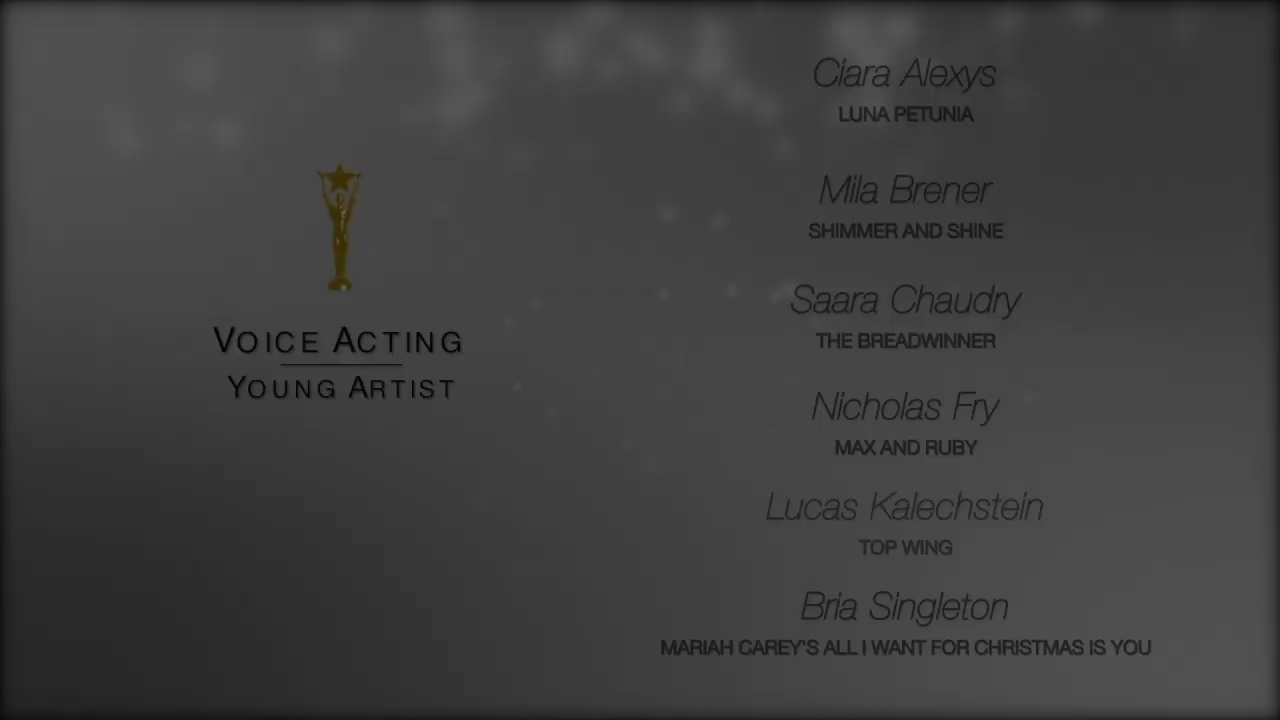 VOICE ACTING
YOUNG ARTIST
Ciara Alexys
LUNA PETUNIA
Mila Brener
SHIMMER AND SHINE
Saara Chaudry
THE BREADWINNER
Nicholas Fry
MAX AND RUBY
Lucas Kalechstein
TOP WING
Bria Singleton
MARIAH CAREY'S ALL I WANT FOR CHRISTMAS IS YOU